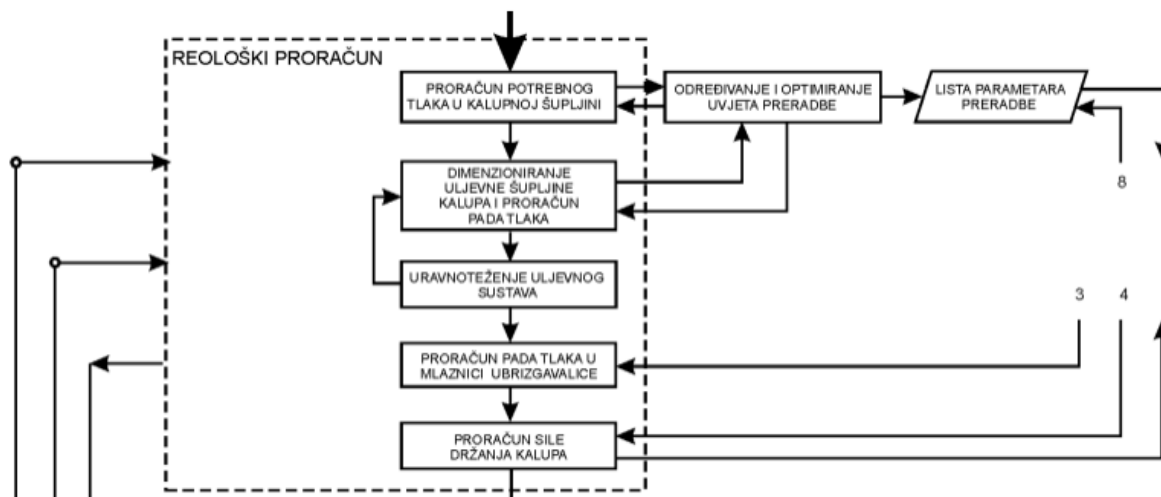 REOLOŠKI PRORAČUN
PRORAČUN POTREBNOG
TLAKA U KALUPNOJ ŠUPLJINI
ODREĐIVANJE I OPTIMIRANJE
UVJETA PRERADBE
LISTA PARAMETARA
PRERADBE
DIMENZIONIRANJE
ULJEVNE ŠUPLJINE
KALUPA I PRORAČUN
PADA TLAKA
8
URAVNOTEŽENJE ULJEVNOG
SUSTAVA
3
4
PRORAČUN PADA TLAKA U
MLAZNICI UBRIZGAVALICE
PRORAČUN SILE
DRŽANJA KALUPA